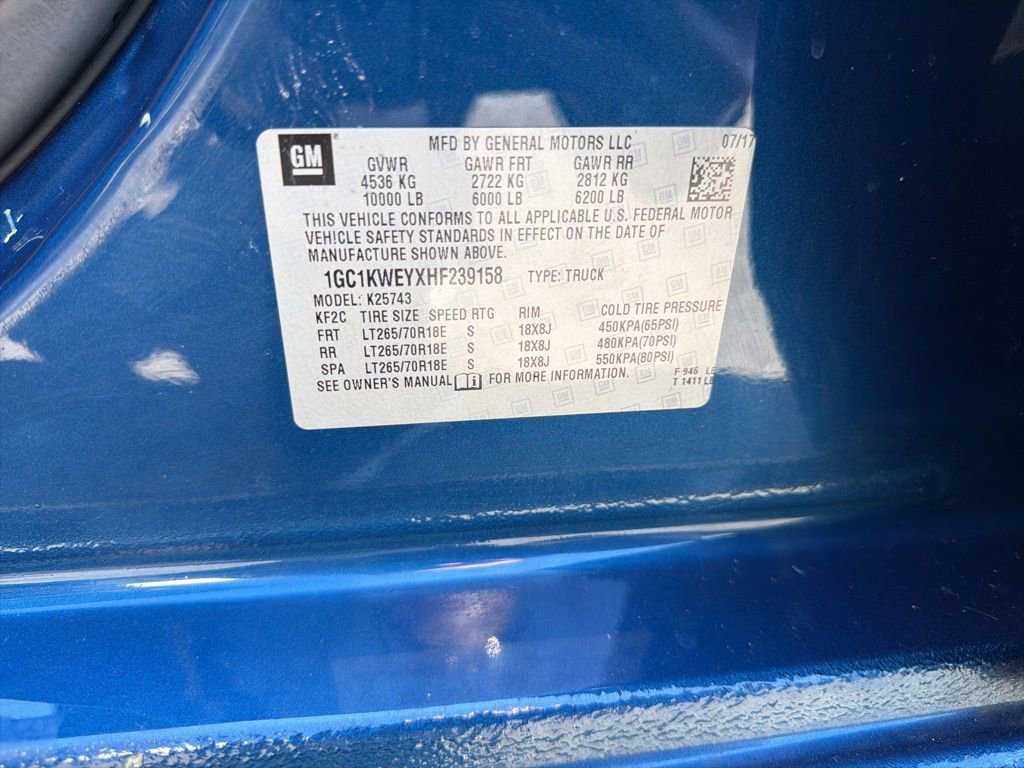 GM
MFD BY GENERAL MOTORS LLC 07/17
GVWR GAWR FRT GAWR RR
4536 KG 2722 KG 2812 KG
10000 LB 6000 LB 6200 LB
THIS VEHICLE CONFORMS TO ALL APPLICABLE U.S. FEDERAL MOTOR
VEHICLE SAFETY STANDARDS IN EFFECT ON THE DATE OF
MANUFACTURE SHOWN ABOVE.
1GC1KWEYXHF239158 TYPE: TRUCK
MODEL: K25743
KF2C TIRE SIZE SPEED RTG RIM COLD TIRE PRESSURE
FRT LT265/70R18E S 18X8J 450KPA(65PSI)
RR LT265/70R18E S 18X8J 480KPA(70PSI)
SPA LT265/70R18E S 18X8J 550KPA(80PSI)
SEE OWNER'S MANUAL FOR MORE INFORMATION.
F 946 LE
T 1411 LE